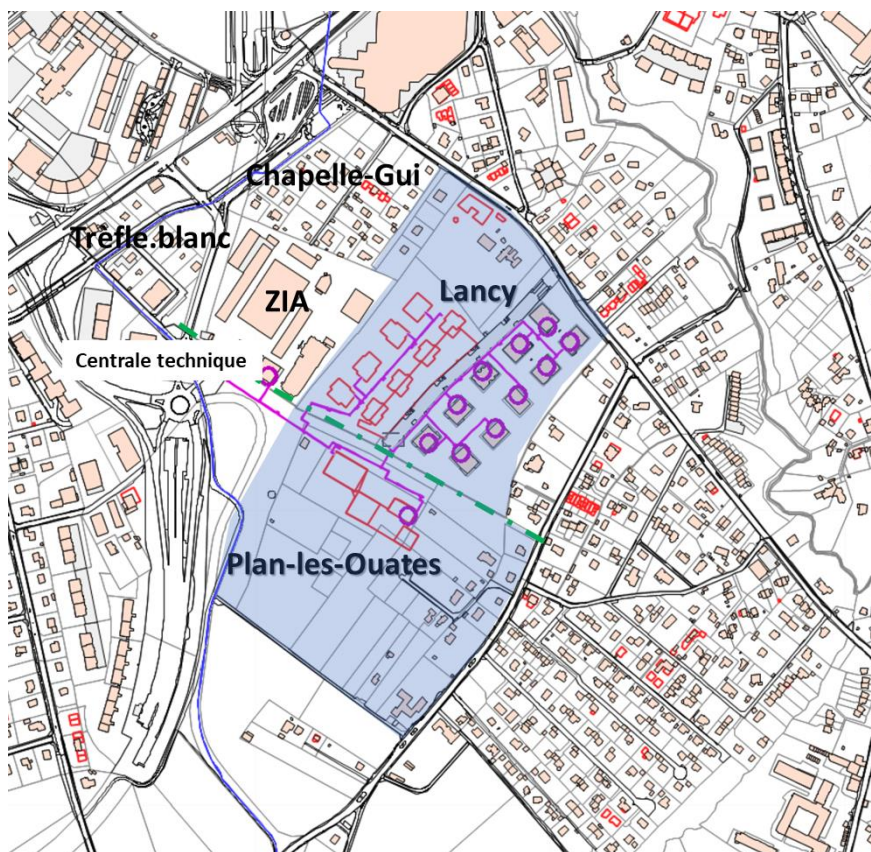 Chapelle-Gui
Trèfle.blanc
Lancy
ZIA
Centrale technique
Plan-les-Ouates